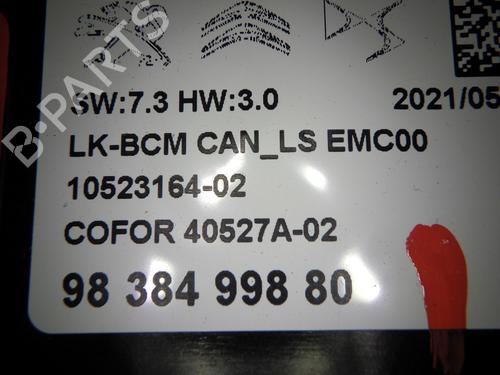 SW:7.3 HW:3.0 2021/05
LK-BCM CAN_LS EMC00
10523164-02
COFOR 40527A-02
98 384 998 80
B-PARTS